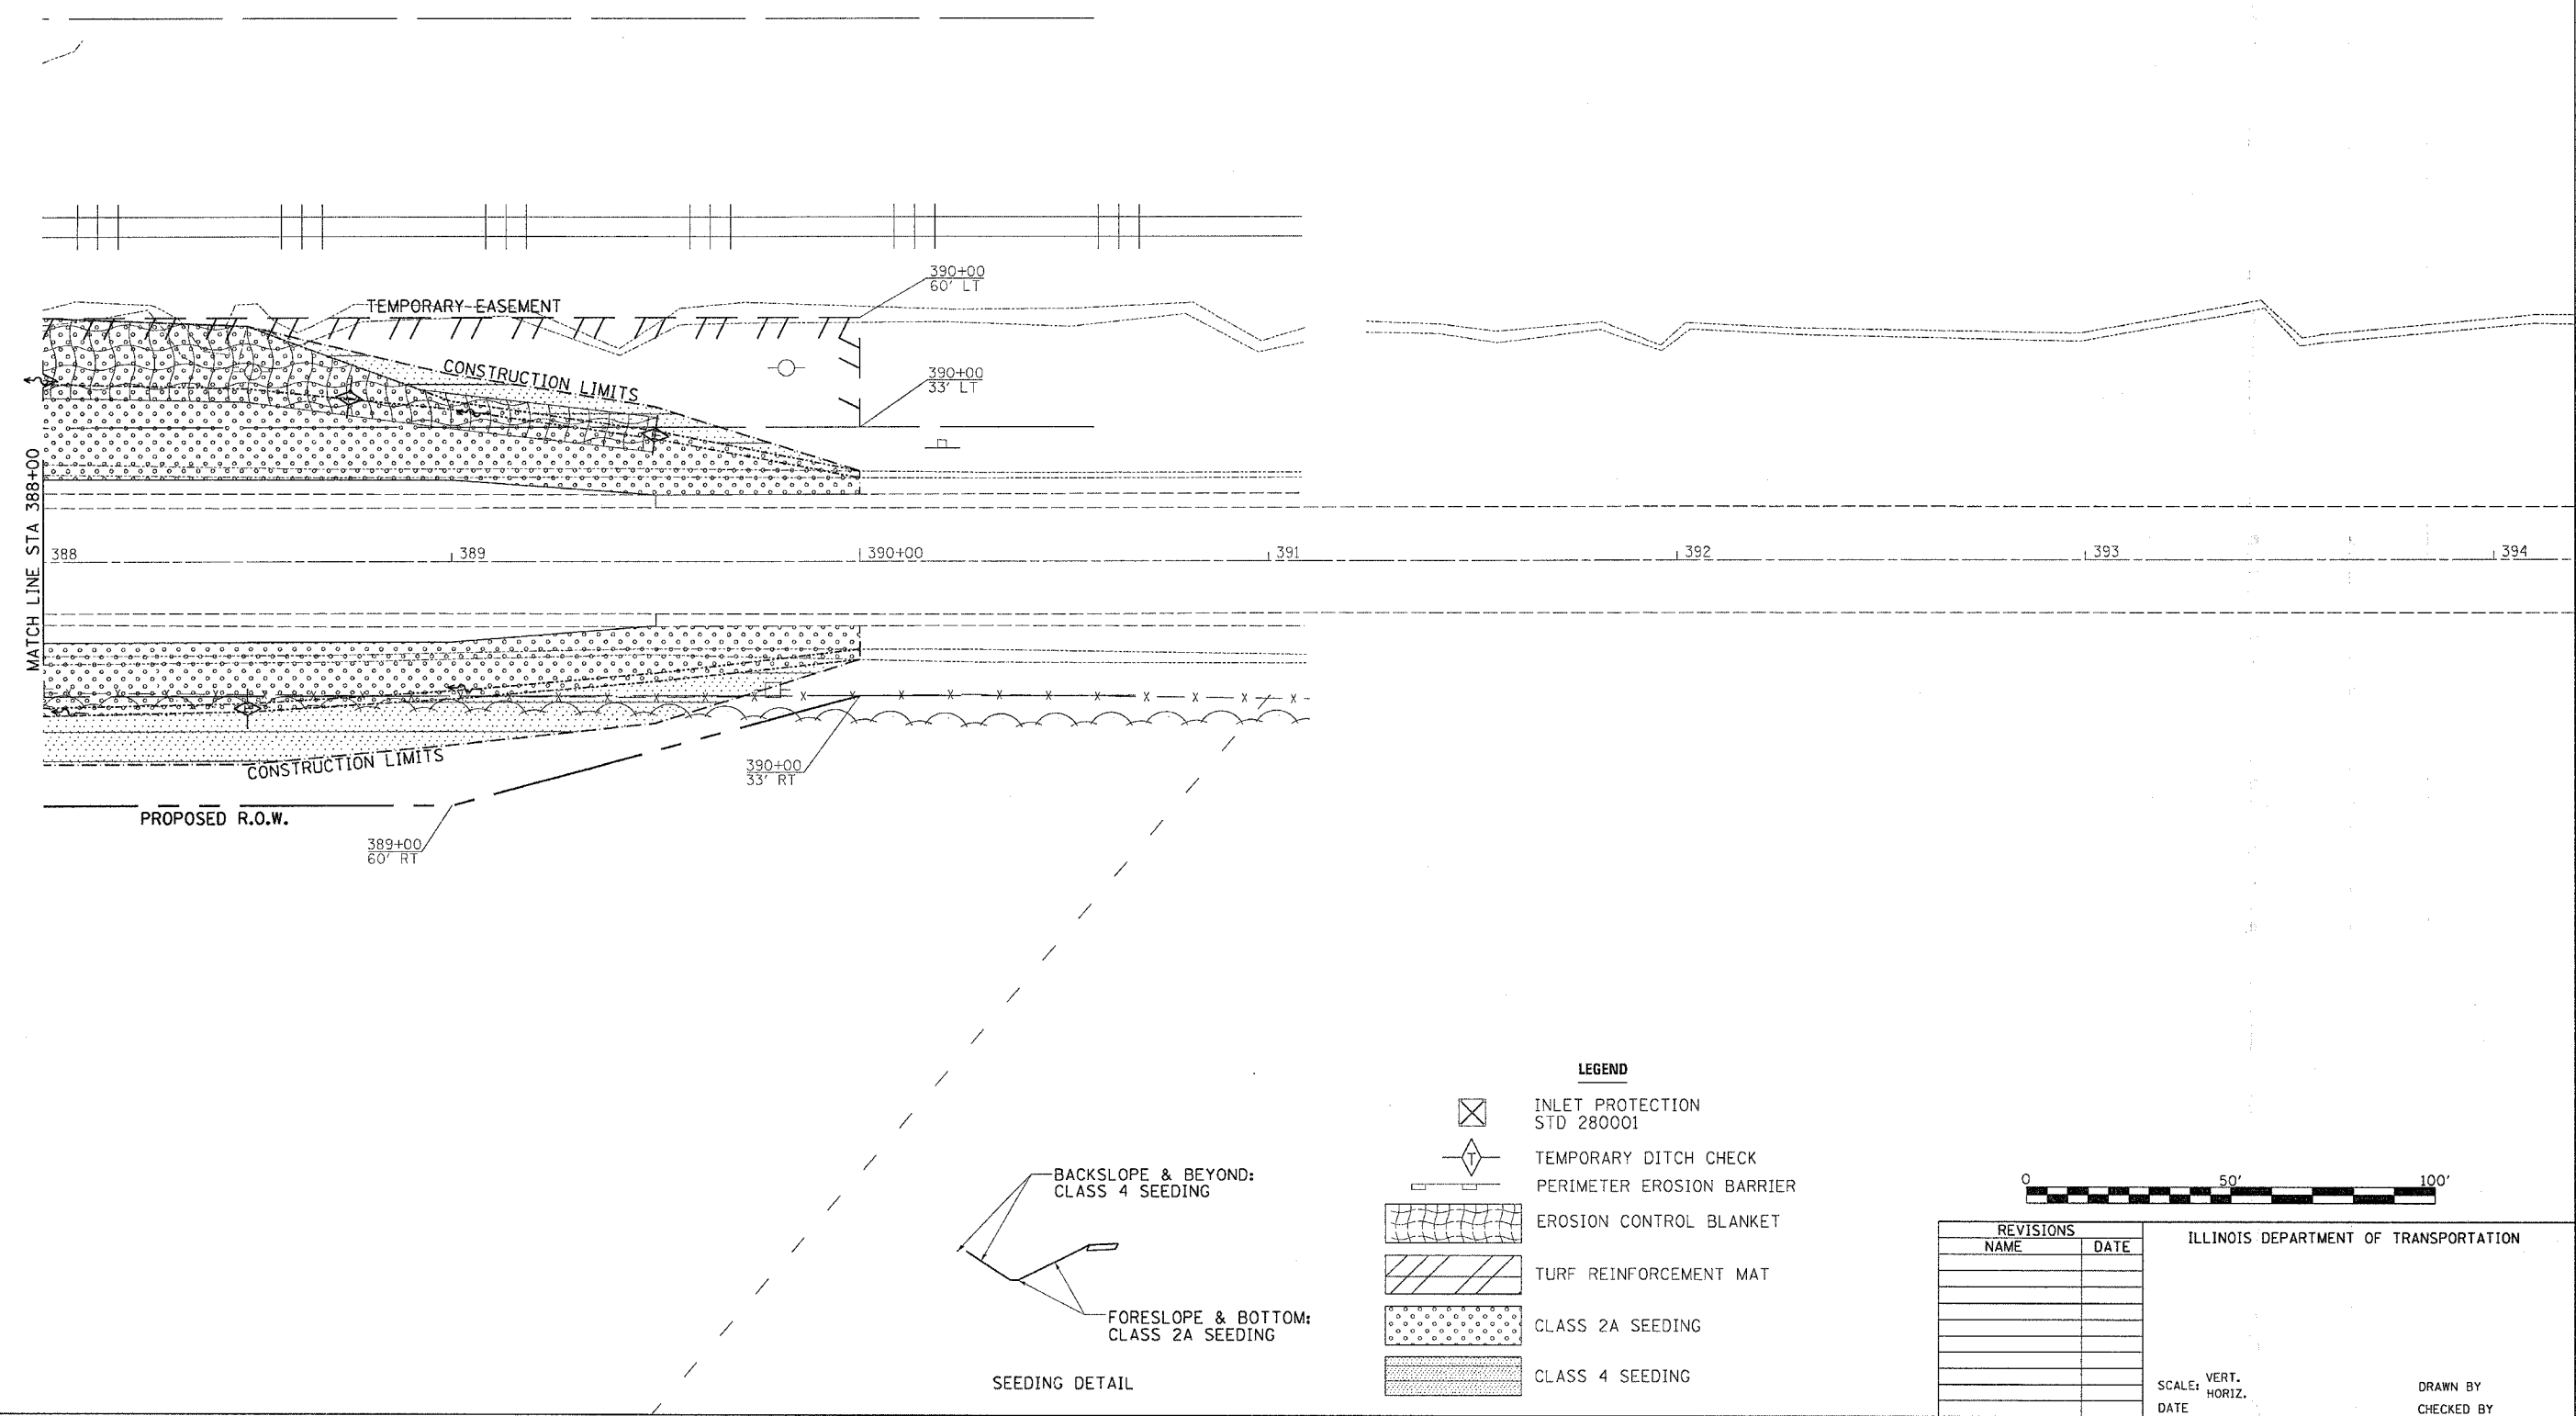 390+00
60' LT
TEMPORARY EASEMENT
CONSTRUCTION LIMITS
390+00
33' LT
MATCH LINE STA 388+00
388
389
390+00
391
392
393
394
CONSTRUCTION LIMITS
390+00
33' RT
PROPOSED R.O.W.
389+00
60' RT
LEGEND
INLET PROTECTION
STD 280001
T
TEMPORARY DITCH CHECK
PERIMETER EROSION BARRIER
EROSION CONTROL BLANKET
TURF REINFORCEMENT MAT
CLASS 2A SEEDING
CLASS 4 SEEDING
BACKSLOPE & BEYOND:
CLASS 4 SEEDING
FORESLOPE & BOTTOM:
CLASS 2A SEEDING
SEEDING DETAIL
0 50' 100'
REVISIONS
NAME DATE
ILLINOIS DEPARTMENT OF TRANSPORTATION
SCALE: VERT.
HORIZ.
DATE
DRAWN BY
CHECKED BY